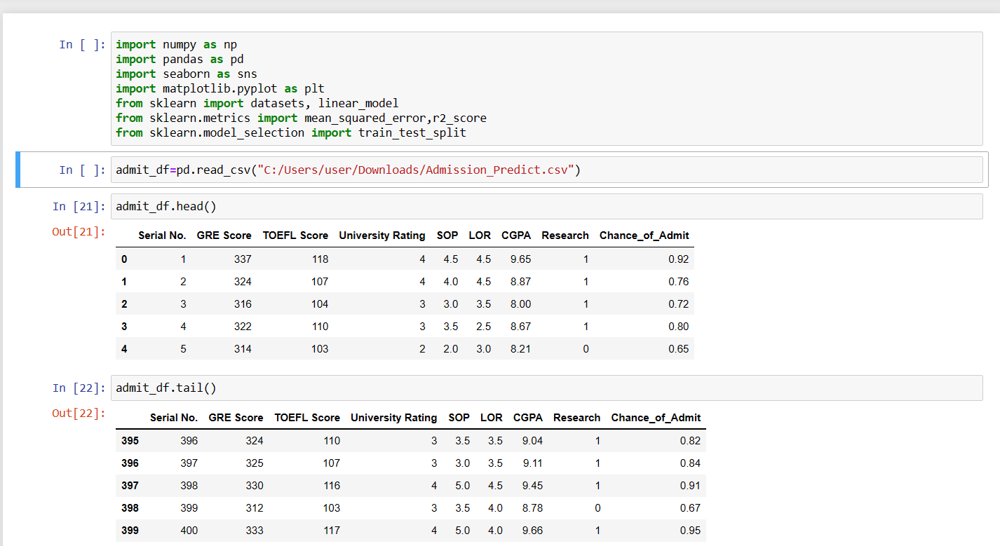 In [ ]: import numpy as np
import pandas as pd
import seaborn as sns
import matplotlib.pyplot as plt
from sklearn import datasets, linear_model
from sklearn.metrics import mean_squared_error,r2_score
from sklearn.model_selection import train_test_split
In [ ]: admit_df=pd.read_csv("C:/Users/user/Downloads/Admission_Predict.csv")
In [21]: admit_df.head()
Out[21]:
Serial No. GRE Score TOEFL Score University Rating SOP LOR CGPA Research Chance_of_Admit
0 1 337 118 4 4.5 4.5 9.65 1 0.92
1 2 324 107 4 4.0 4.5 8.87 1 0.76
2 3 316 104 3 3.0 3.5 8.00 1 0.72
3 4 322 110 3 3.5 2.5 8.67 1 0.80
4 5 314 103 2 2.0 3.0 8.21 0 0.65
In [22]: admit_df.tail()
Out[22]:
Serial No. GRE Score TOEFL Score University Rating SOP LOR CGPA Research Chance_of_Admit
395 396 324 110 3 3.5 3.5 9.04 1 0.82
396 397 325 107 3 3.0 3.5 9.11 1 0.84
397 398 330 116 4 5.0 4.5 9.45 1 0.91
398 399 312 103 3 3.5 4.0 8.78 0 0.67
399 400 333 117 4 5.0 4.0 9.66 1 0.95